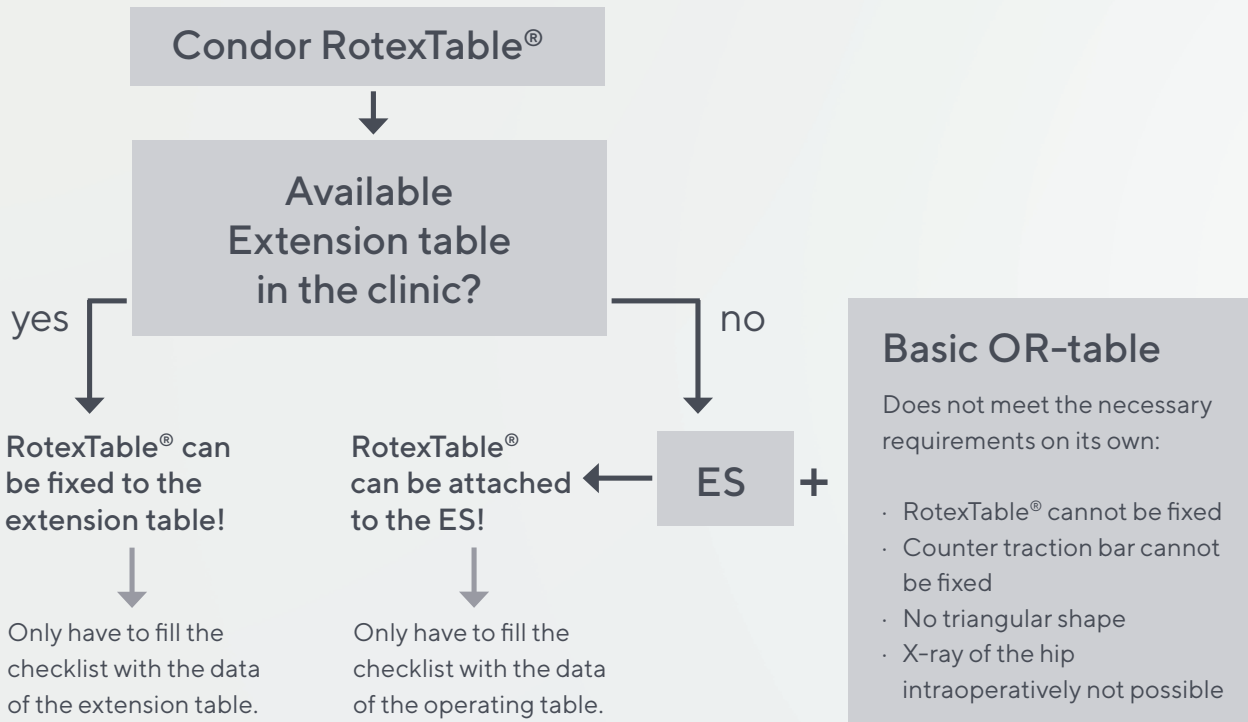 Condor RotexTable®
Available
Extension table
in the clinic?
yes
no
RotexTable® can
be fixed to the
extension table!
Only have to fill the
checklist with the data
of the extension table.
RotexTable®
can be attached
to the ES!
Only have to fill the
checklist with the data
of the operating table.
ES
+
Basic OR-table
Does not meet the necessary
requirements on its own:
· RotexTable® cannot be fixed
· Counter traction bar cannot
be fixed
· No triangular shape
· X-ray of the hip
intraoperatively not possible